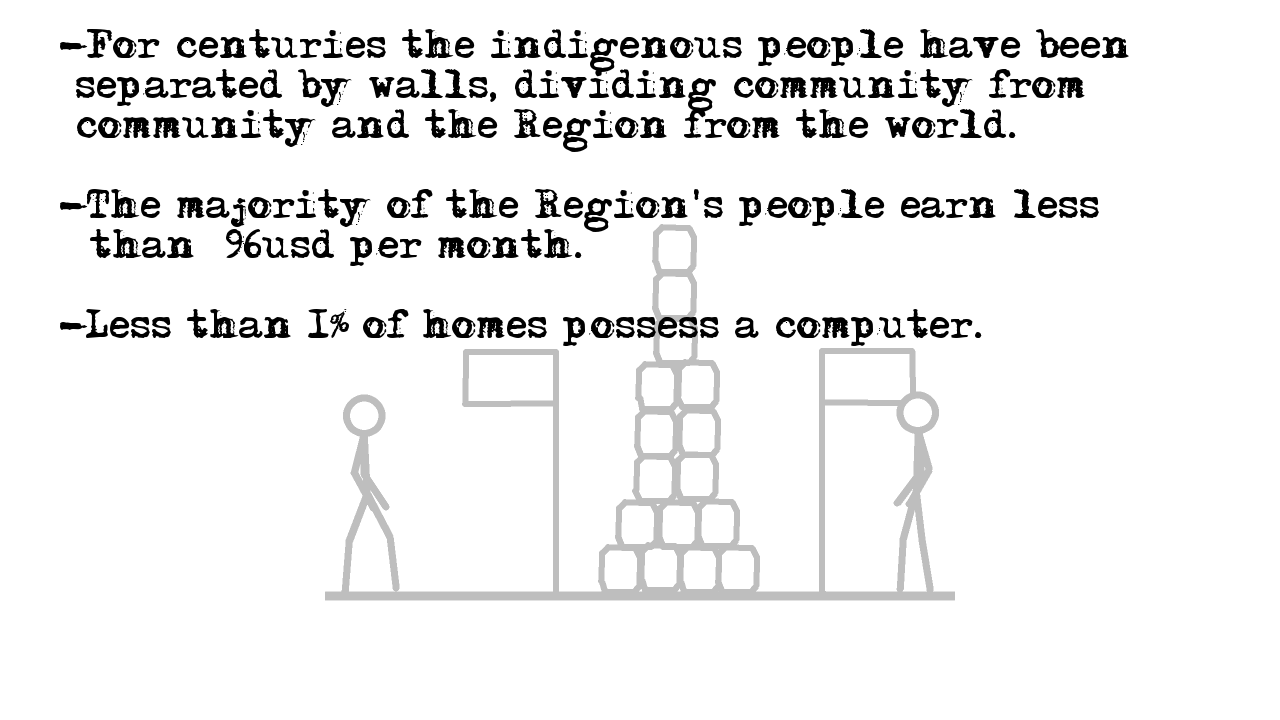 -For centuries the indigenous people have been
separated by walls, dividing community from
community and the Region from the world.
-The majority of the Region's people earn less
than 96usd per month.
-Less than 1% of homes possess a computer.